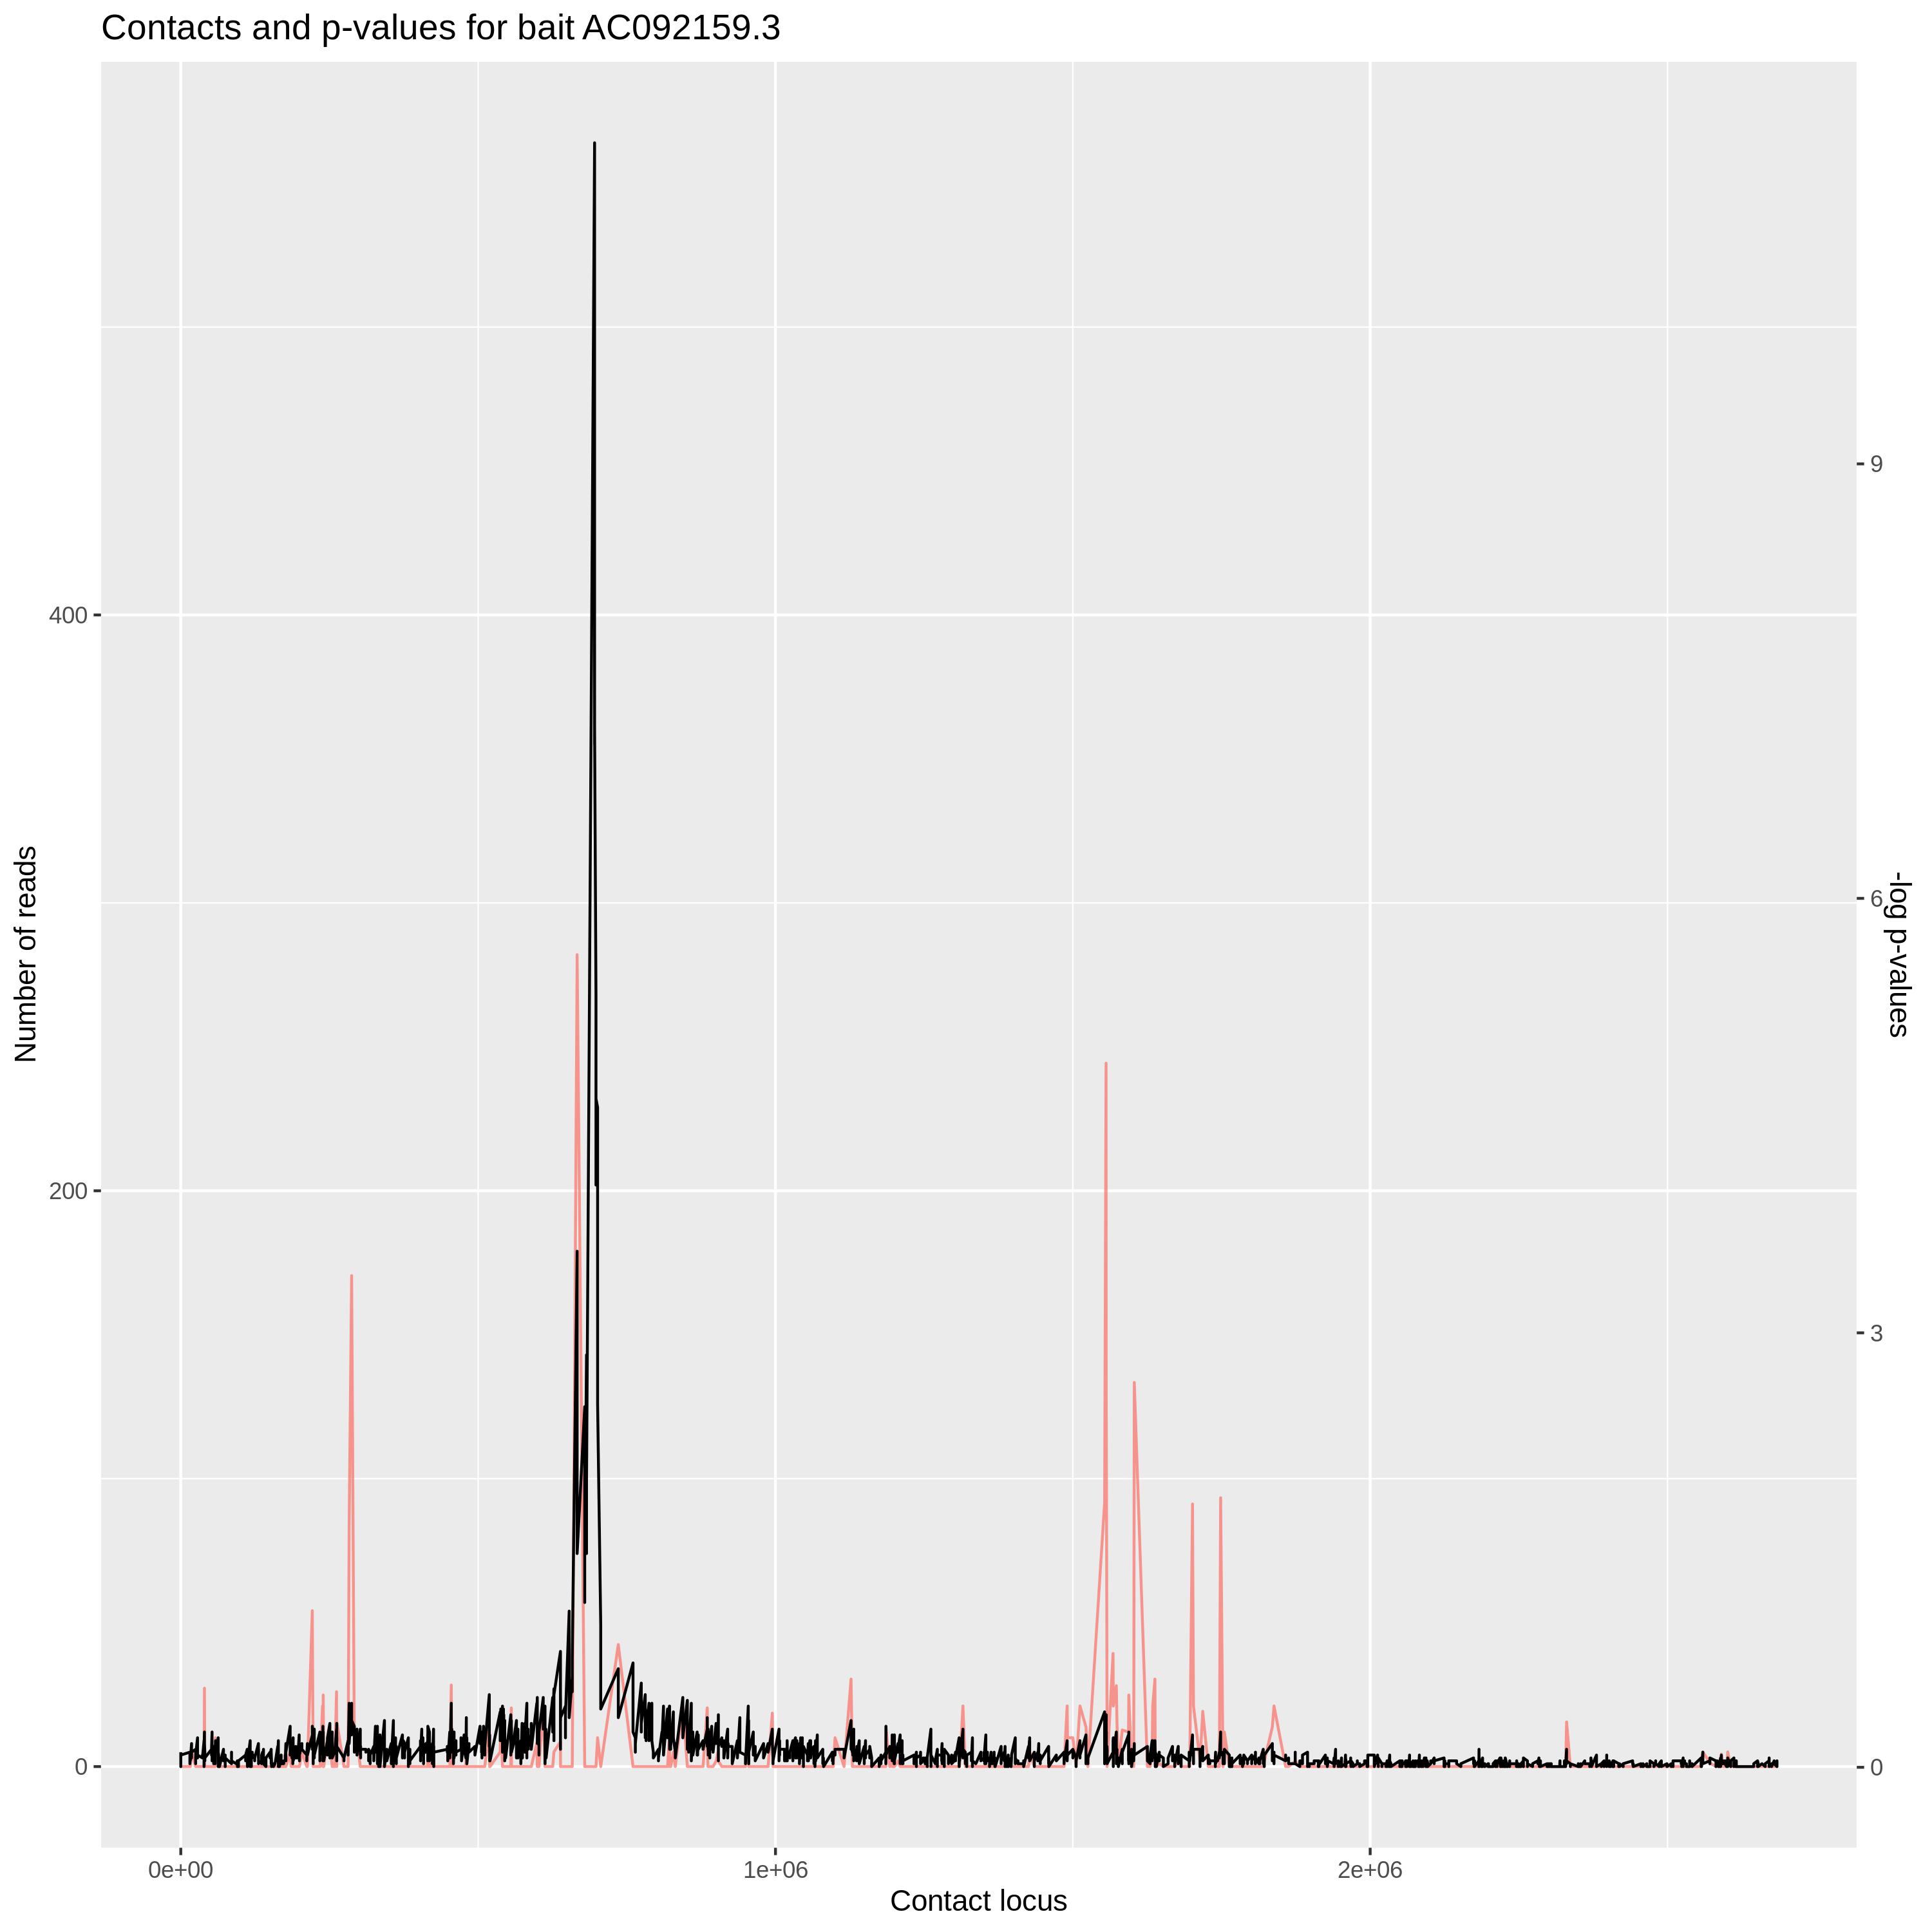 Contacts and p-values for bait AC092159.3
9
400
6
Number of reads
-log p-values
200
3
0
0
0e+00
1e+06
2e+06
Contact locus